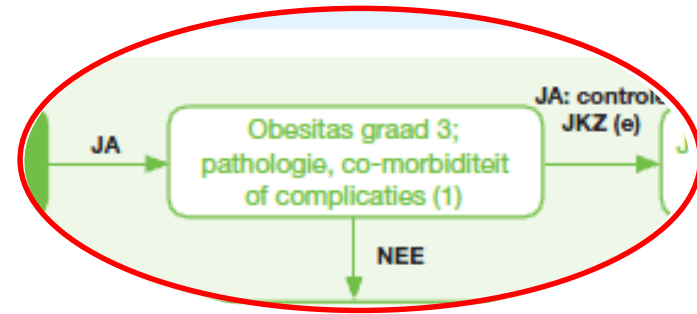 JA
Obesitas graad 3;
pathologie, co-morbiditeit
of complicaties (1)
JA: controle
JKZ (e)
J
NEE